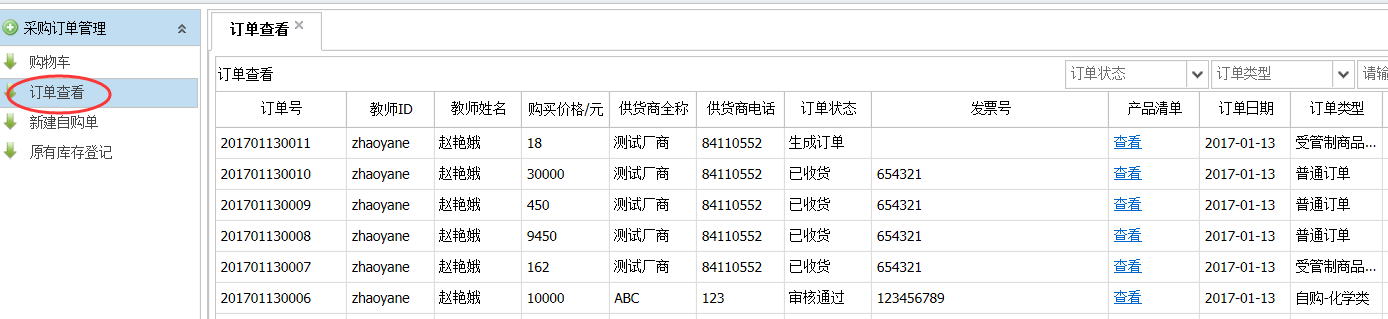 采购订单管理
购物车
订单查看
新建自购单
原有库存登记
订单查看
订单查看 订单状态 订单类型 请输
订单号 教师ID 教师姓名 购买价格/元 供货商全称 供货商电话 订单状态 发票号 产品清单 订单日期 订单类型
201701130011 zhaoyane 赵艳娥 18 测试厂商 84110552 生成订单 查看 2017-01-13 受管制商品...
201701130010 zhaoyane 赵艳娥 30000 测试厂商 84110552 已收货 654321 查看 2017-01-13 普通订单
201701130009 zhaoyane 赵艳娥 450 测试厂商 84110552 已收货 654321 查看 2017-01-13 普通订单
201701130008 zhaoyane 赵艳娥 9450 测试厂商 84110552 已收货 654321 查看 2017-01-13 普通订单
201701130007 zhaoyane 赵艳娥 162 测试厂商 84110552 已收货 654321 查看 2017-01-13 受管制商品...
201701130006 zhaoyane 赵艳娥 10000 ABC 123 审核通过 123456789 查看 2017-01-13 自购-化学类